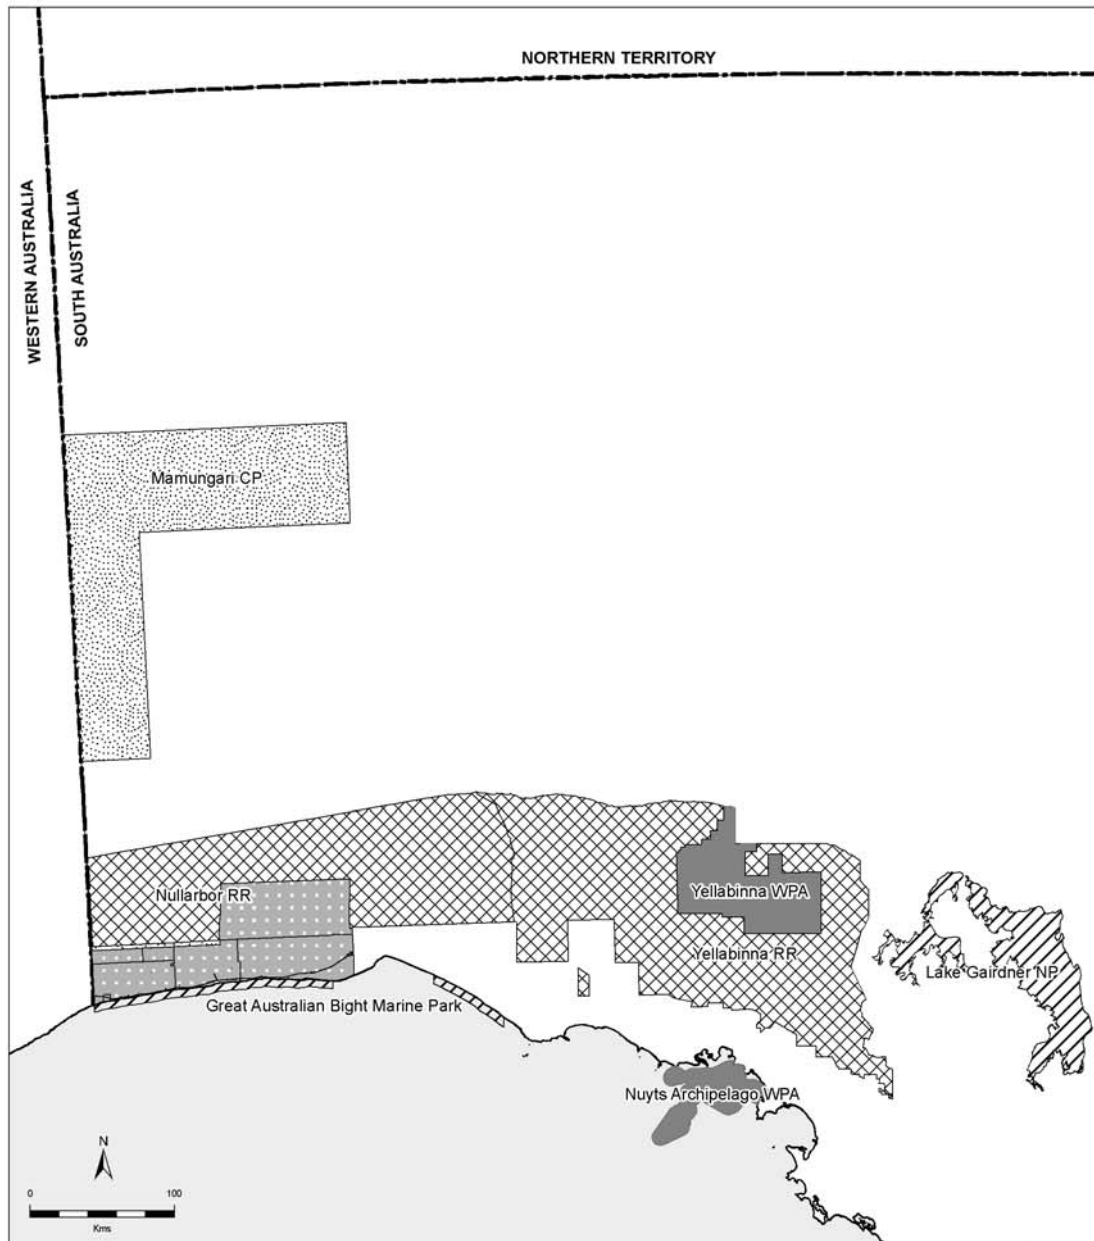 NORTHERN TERRITORY
WESTERN AUSTRALIA
SOUTH AUSTRALIA
Mamungari CP
Nullarbor RR
Yellabinna WPA
Yellabinna RR
Lake Gairdner NP
Great Australian Bight Marine Park
Nuyts Archipelago WPA
N
0 100
Kms